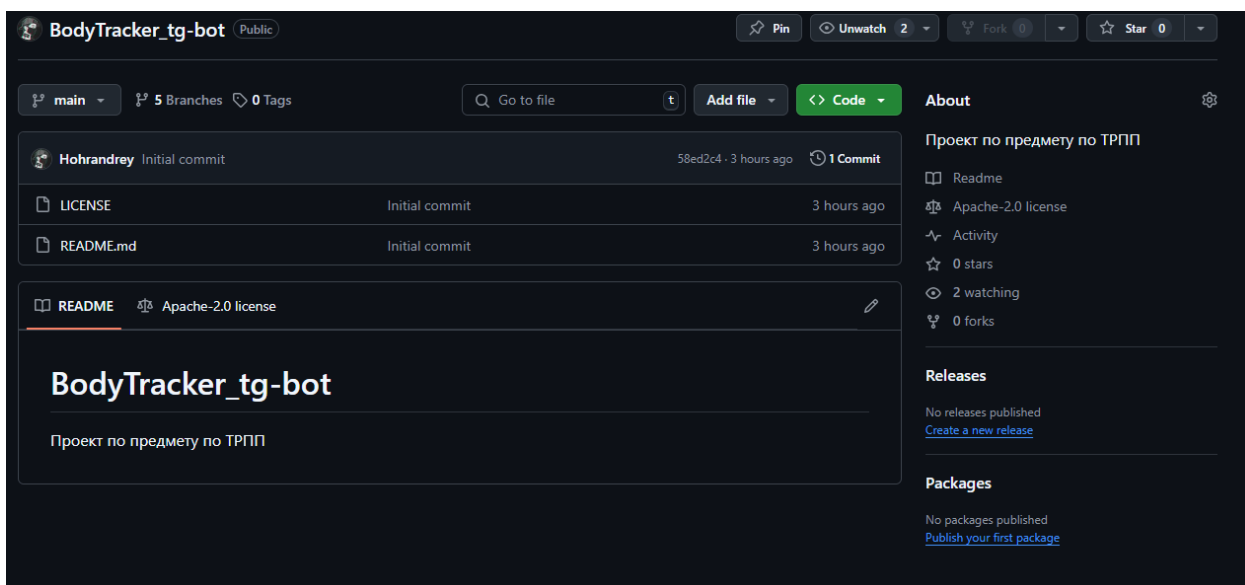 BodyTracker_tg-bot Public
Pin
Unwatch 2
Fork 0
Star 0
main
5 Branches
0 Tags
Go to file
t
Add file
Code
Hohrandrey Initial commit
58ed2c4 · 3 hours ago
1 Commit
LICENSE Initial commit 3 hours ago
README.md Initial commit 3 hours ago
README
Apache-2.0 license
BodyTracker_tg-bot
Проект по предмету по ТРПП
About
Проект по предмету по ТРПП
Readme
Apache-2.0 license
Activity
0 stars
2 watching
0 forks
Releases
No releases published
Create a new release
Packages
No packages published
Publish your first package